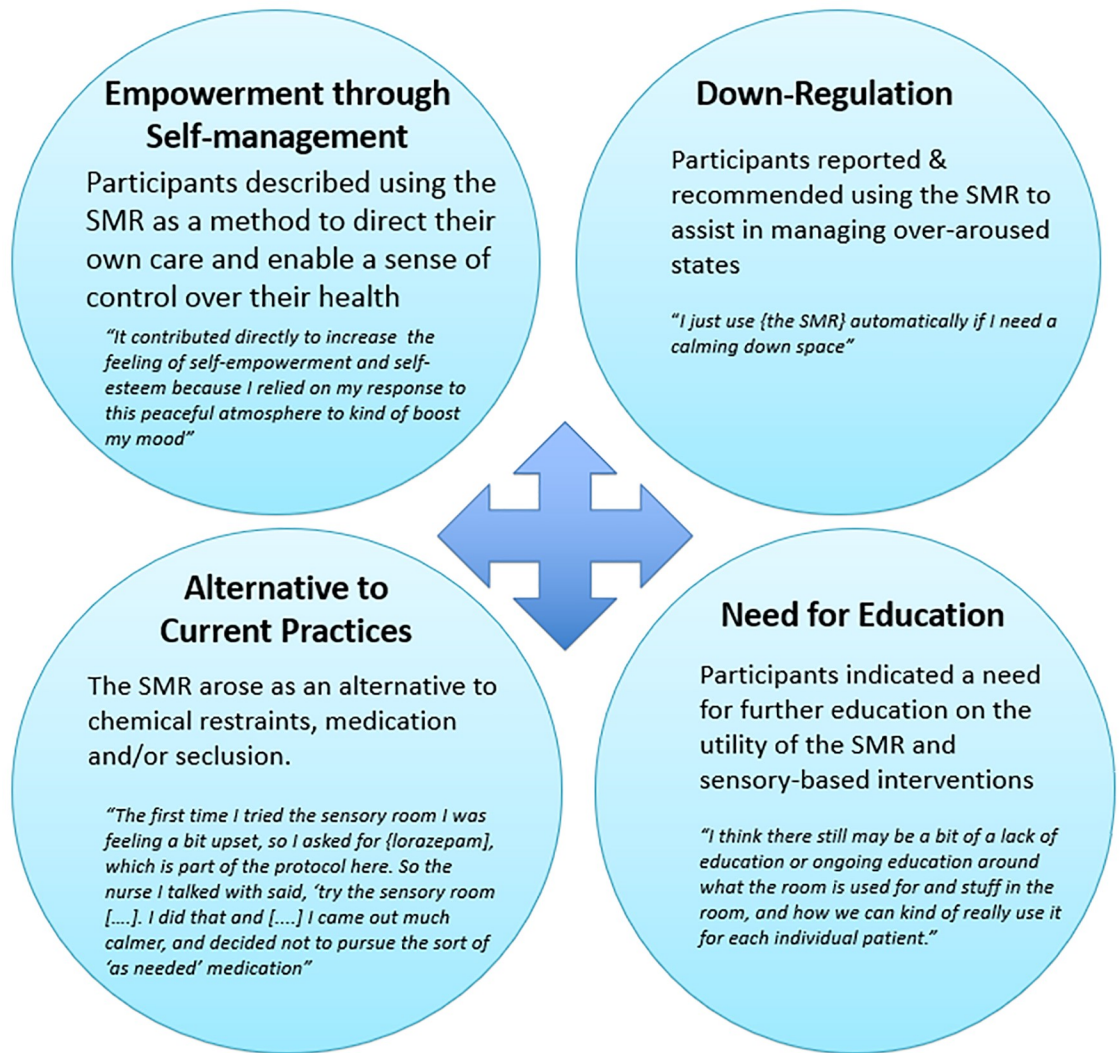 Empowerment through
Self-management
Participants described using the
SMR as a method to direct their
own care and enable a sense of
control over their health
“It contributed directly to increase the
feeling of self-empowerment and self-
esteem because I relied on my response to
this peaceful atmosphere to kind of boost
my mood”
Down-Regulation
Participants reported &
recommended using the SMR to
assist in managing over-aroused
states
“I just use {the SMR} automatically if I need a
calming down space”
Alternative to
Current Practices
The SMR arose as an alternative to
chemical restraints, medication
and/or seclusion.
“The first time I tried the sensory room I was
feeling a bit upset, so I asked for {lorazepam],
which is part of the protocol here. So the
nurse I talked with said, ‘try the sensory room
[....]. I did that and [....] I came out much
calmer, and decided not to pursue the sort of
‘as needed’ medication”
Need for Education
Participants indicated a need
for further education on the
utility of the SMR and
sensory-based interventions
“I think there still may be a bit of a lack of
education or ongoing education around
what the room is used for and stuff in the
room, and how we can kind of really use it
for each individual patient.”